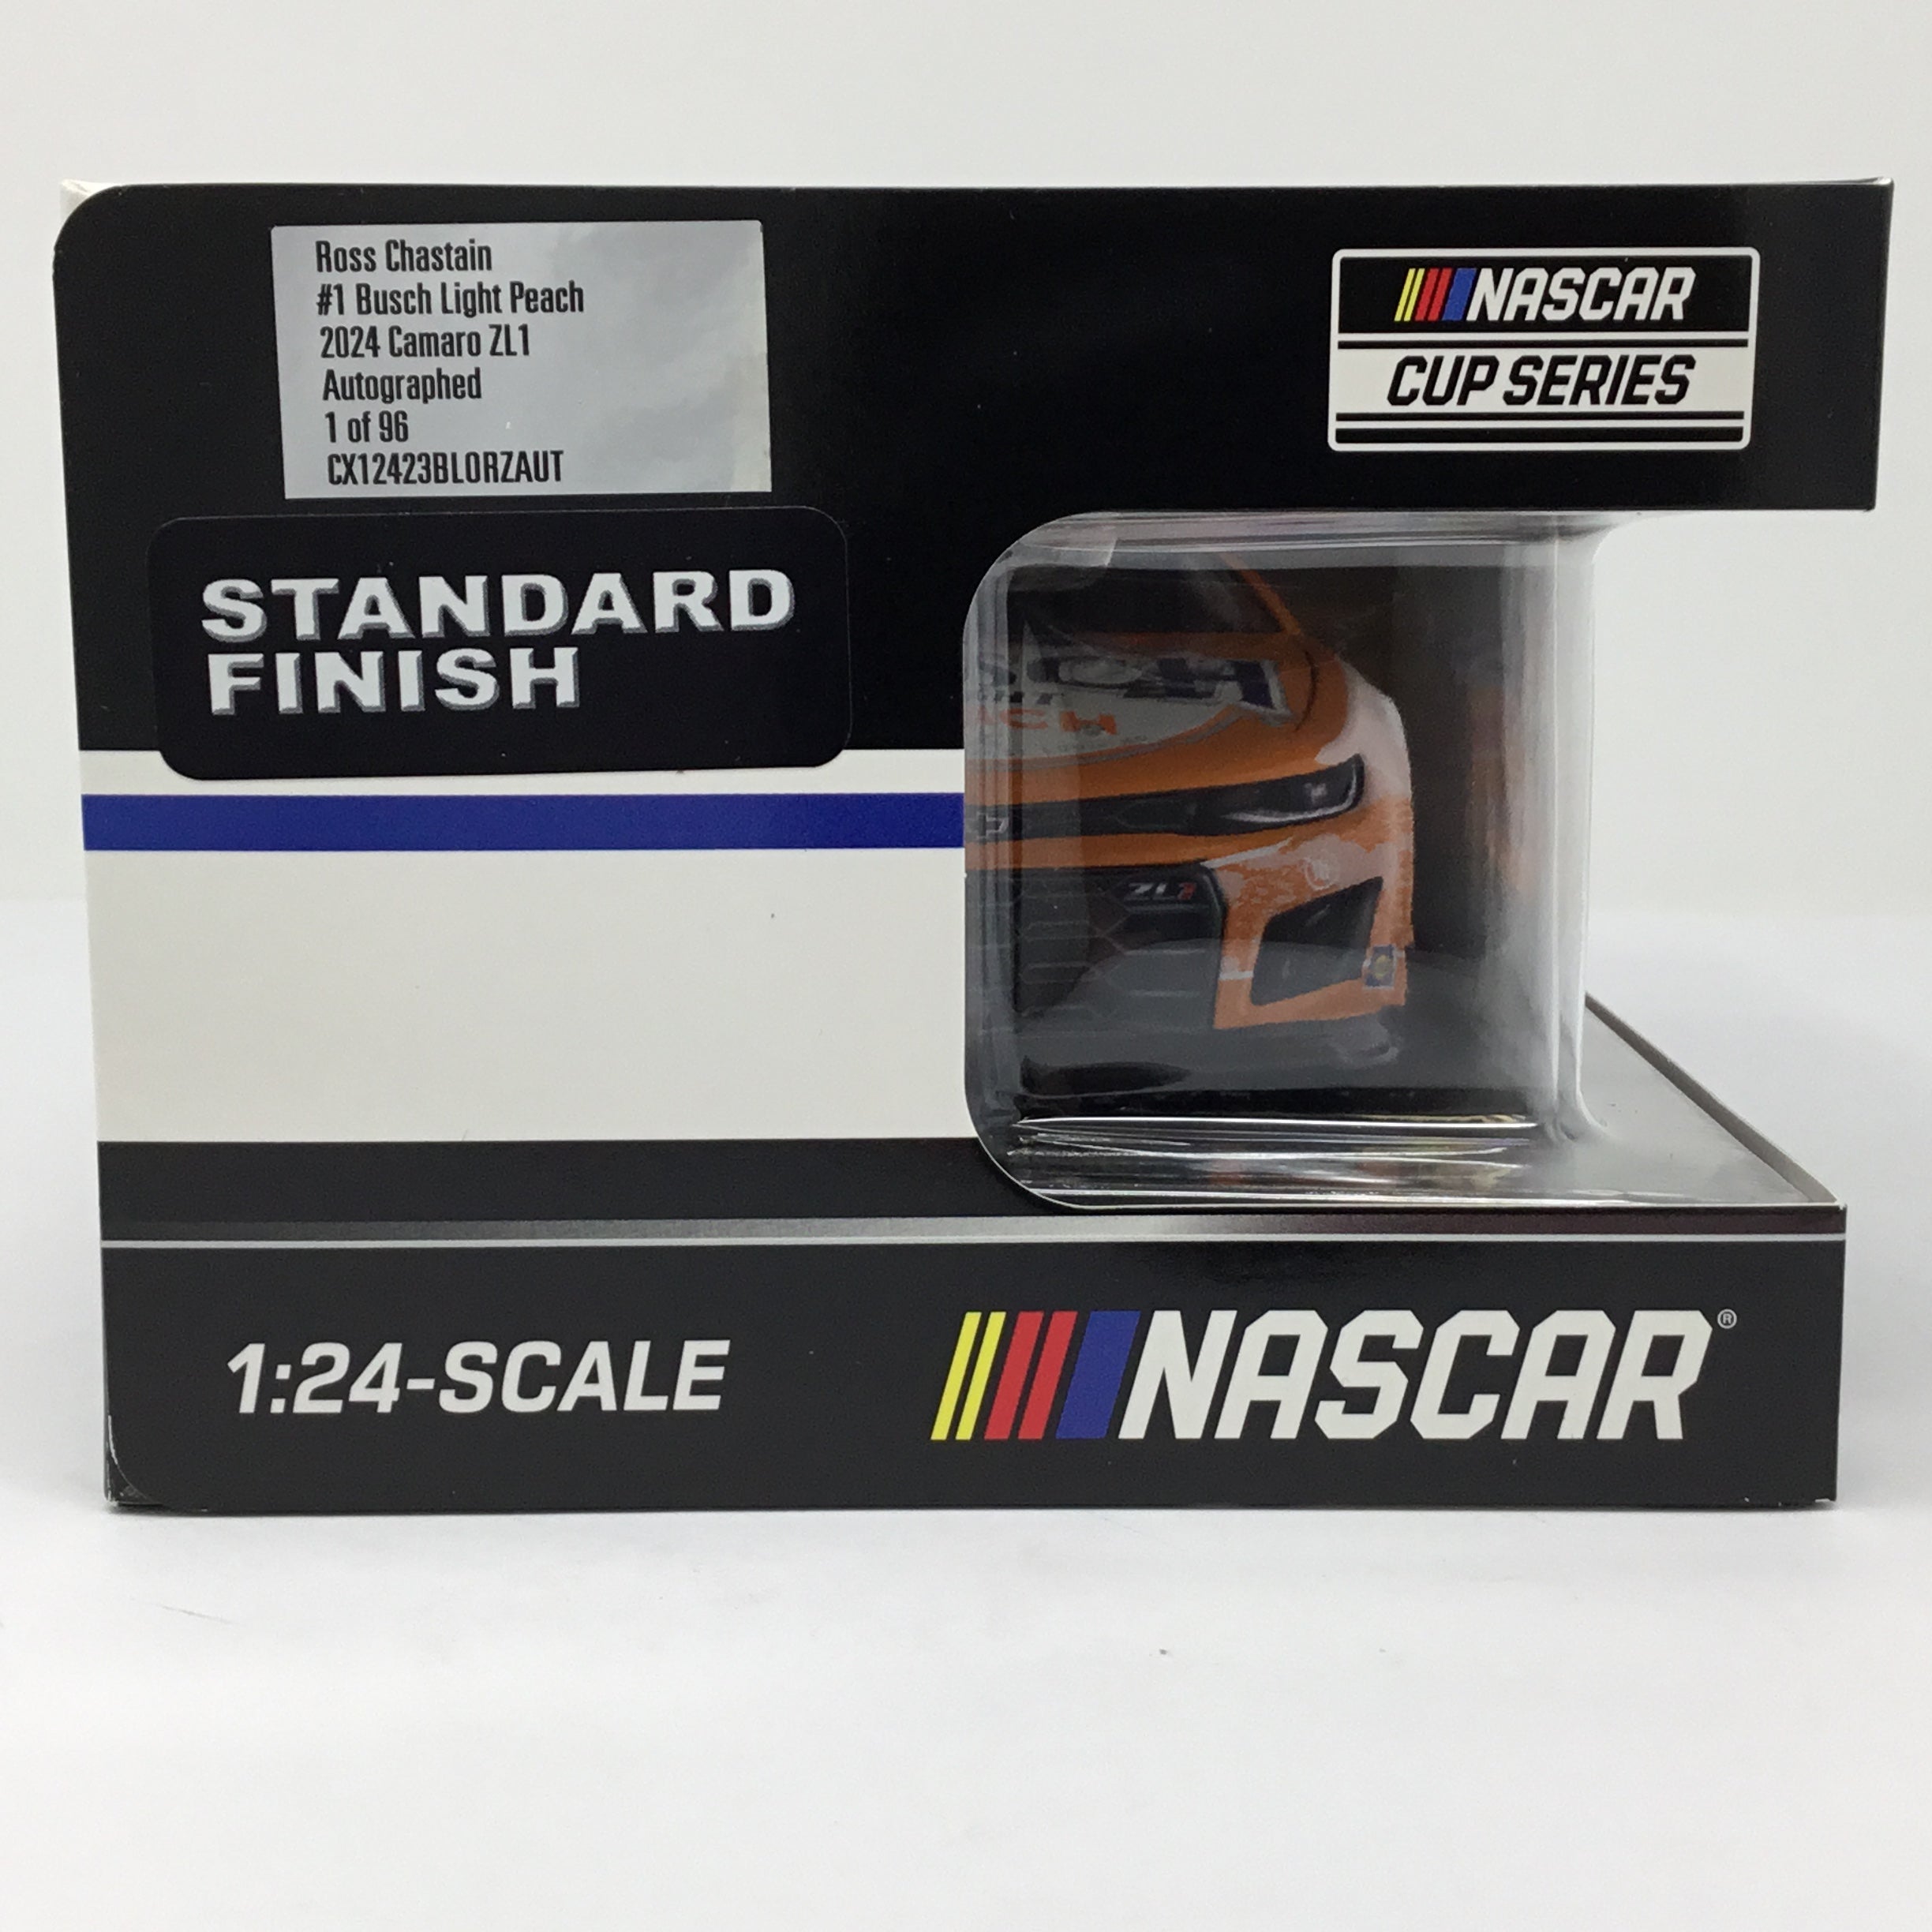 Ross Chastain
#1 Busch Light Peach
2024 Camaro ZL1
Autographed
1 of 96
CX12423BLORZAUT
NASCAR
CUP SERIES
STANDARD
FINISH
ZL1
1:24-SCALE
NASCAR®